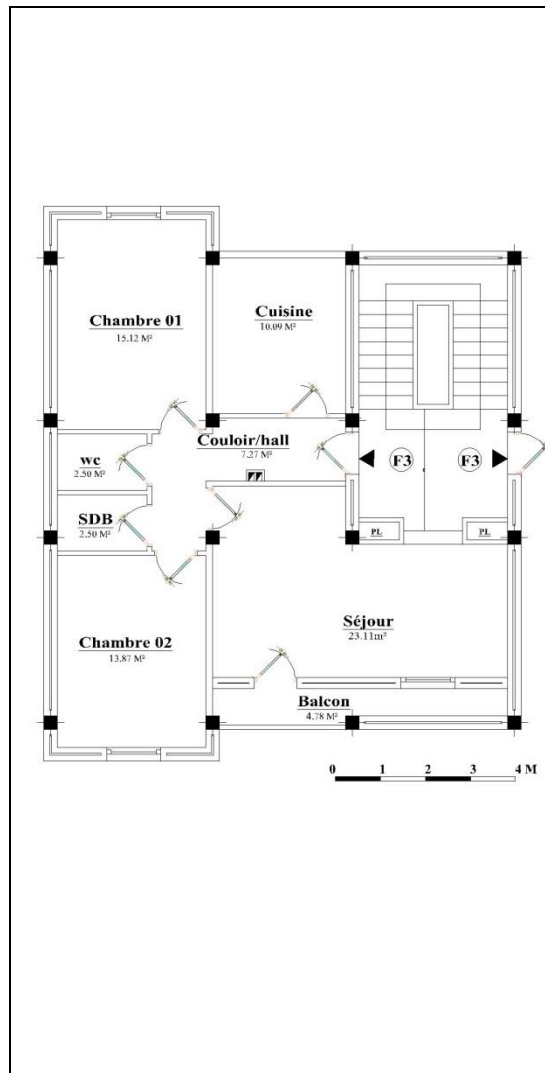 Chambre 01
15.12 M²
Cuisine
10.09 M²
Couloir/hall
7.27 M²
wc
2.50 M²
F3
F3
SDB
2.50 M²
PL
PL
Séjour
23.11m²
Chambre 02
13.87 M²
Balcon
4.78 M²
0 1 2 3 4 M